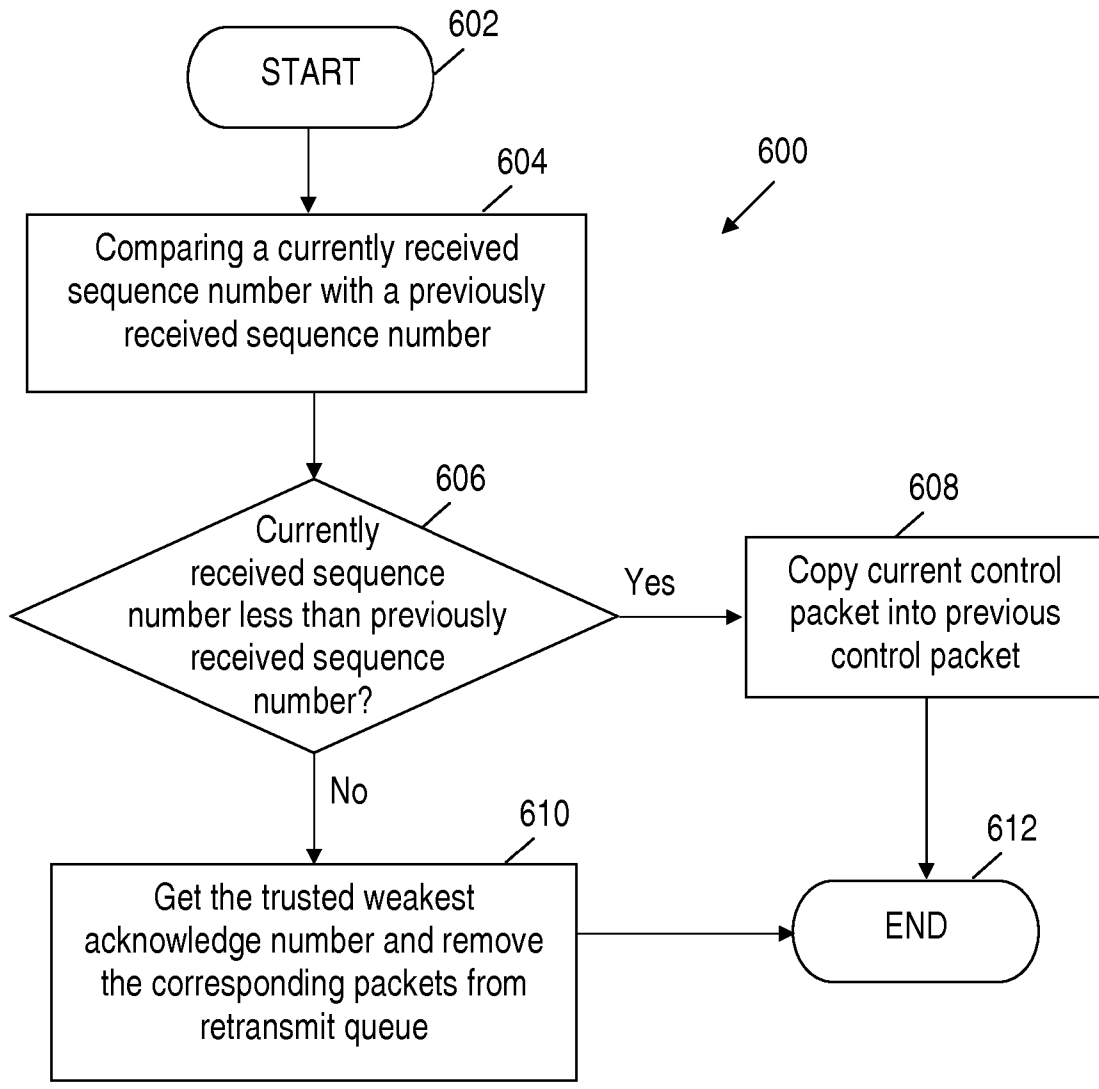 602
START
600
604
Comparing a currently received
sequence number with a previously
received sequence number
606
Currently
received sequence
number less than previously
received sequence
number?
Yes
608
Copy current control
packet into previous
control packet
No
610
Get the trusted weakest
acknowledge number and remove
the corresponding packets from
retransmit queue
612
END